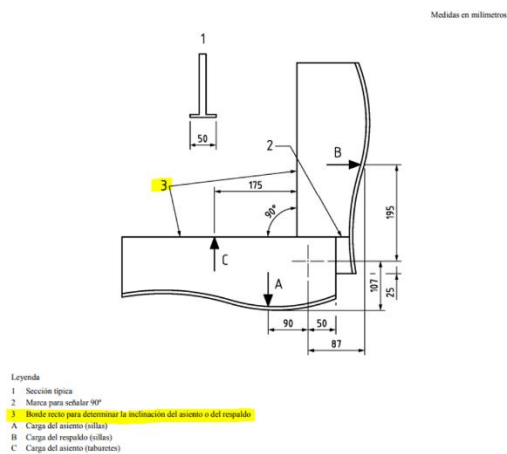 Medidas en milímetros
1
50
2
B
3
175
90°
195
C
A
107
25
90
50
87
Leyenda
1 Sección típica
2 Marca para señalar 90°
3 Borde recto para determinar la inclinación del asiento o del respaldo
A Carga del asiento (sillas)
B Carga del respaldo (sillas)
C Carga del asiento (taburetes)